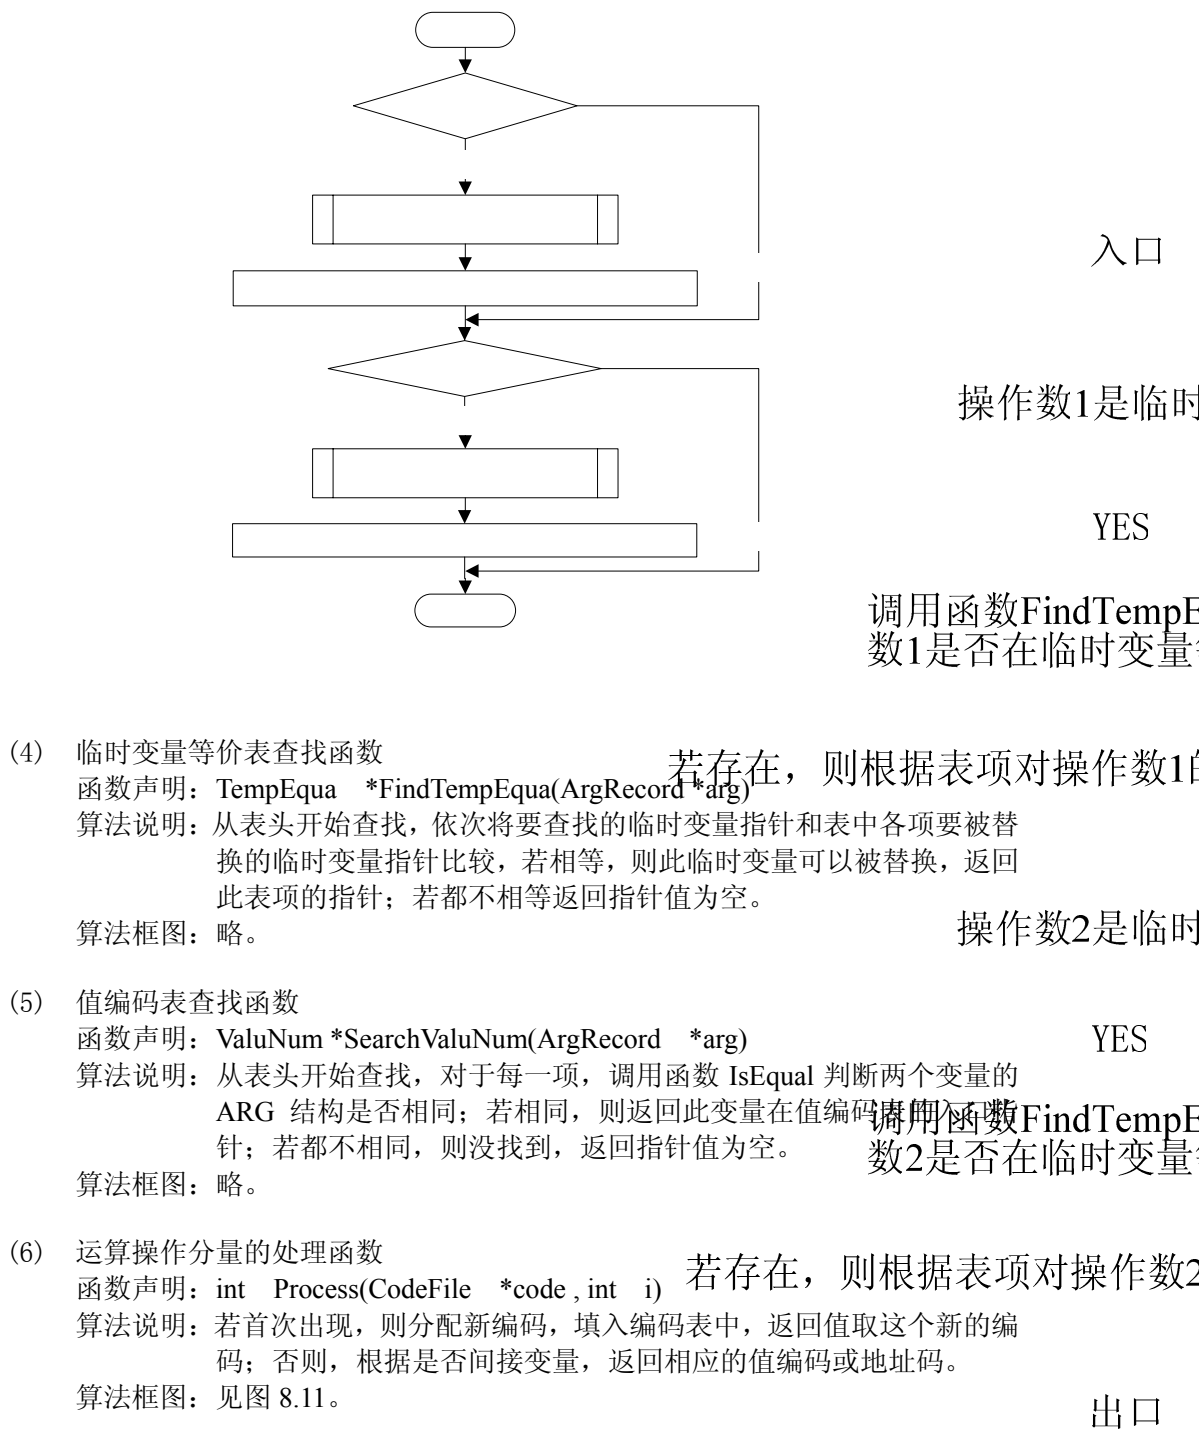 入口
操作数1是临时
YES
调用函数FindTempE
数1是否在临时变量
若存在，则根据表项对操作数1的
操作数2是临时
YES
调用函数FindTempE
数2是否在临时变量
若存在，则根据表项对操作数2
出口
(4) 临时变量等价表查找函数
函数声明：TempEqua *FindTempEqua(ArgRecord *arg)
算法说明：从表头开始查找，依次将要查找的临时变量指针和表中各项要被替
换的临时变量指针比较，若相等，则此临时变量可以被替换，返回
此表项的指针；若都不相等返回指针值为空。
算法框图：略。
(5) 值编码表查找函数
函数声明：ValuNum *SearchValuNum(ArgRecord *arg)
算法说明：从表头开始查找，对于每一项，调用函数 IsEqual 判断两个变量的
ARG 结构是否相同；若相同，则返回此变量在值编码表的入口指
针；若都不相同，则没找到，返回指针值为空。
算法框图：略。
(6) 运算操作分量的处理函数
函数声明：int Process(CodeFile *code , int i)
算法说明：若首次出现，则分配新编码，填入编码表中，返回值取这个新的编
码；否则，根据是否间接变量，返回相应的值编码或地址码。
算法框图：见图 8.11。